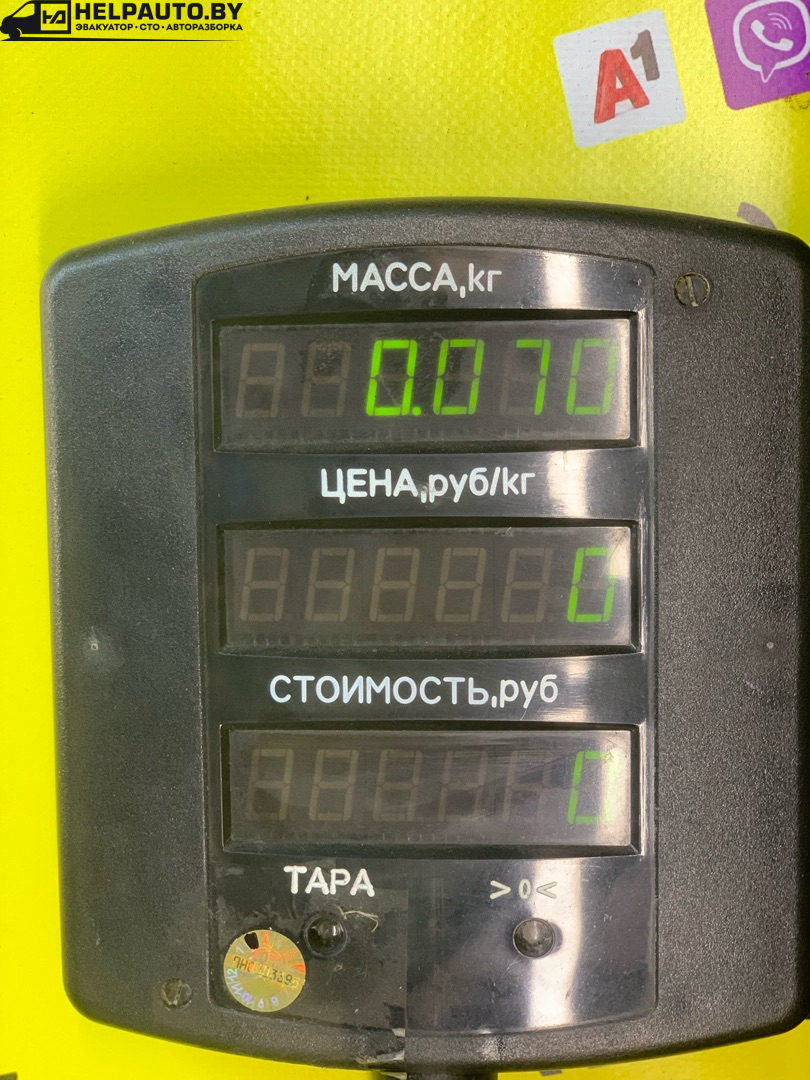 HELPAUTO.BY
ЭВАКУАТОР • СТО • АВТОРАЗБОРКА
A1
МАССА,кг
0.070
ЦЕНА,руб/кг
0
СТОИМОСТЬ,руб
0
ТАРА
>0<